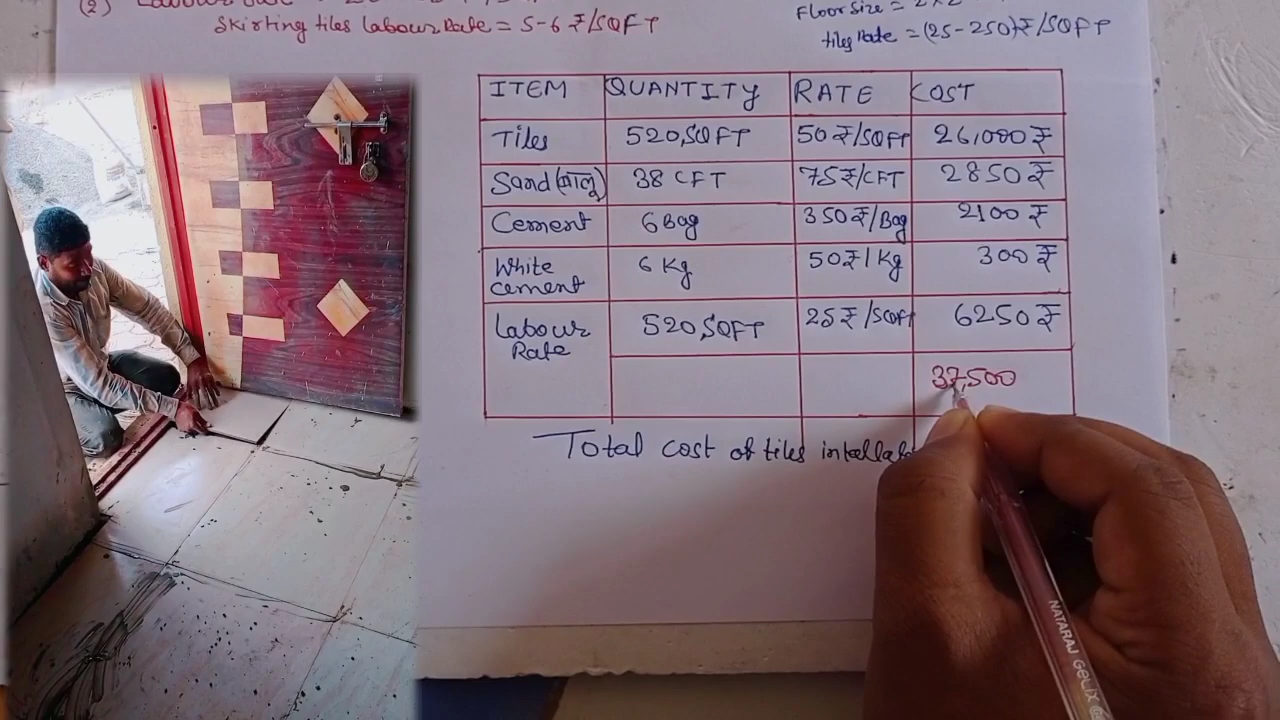 (2)
Skirting tiles labour Rate = 5-6 ₹/SQFT
Floor size = 2x2
tiles Rate = (25-250)₹/SQFT
ITEM QUANTITY RATE COST
Tiles 520,SQFT 50₹/SQFT 26,000₹
Sand(बालू) 38 CFT 75₹/CFT 2850₹
Cement 6 Bag 350₹/Bag 2100₹
White cement 6 Kg 50₹/Kg 300₹
Labour Rate 520,SQFT 25₹/SQFT 6250₹
37,500
Total cost of tiles
NATARAJ GELIX